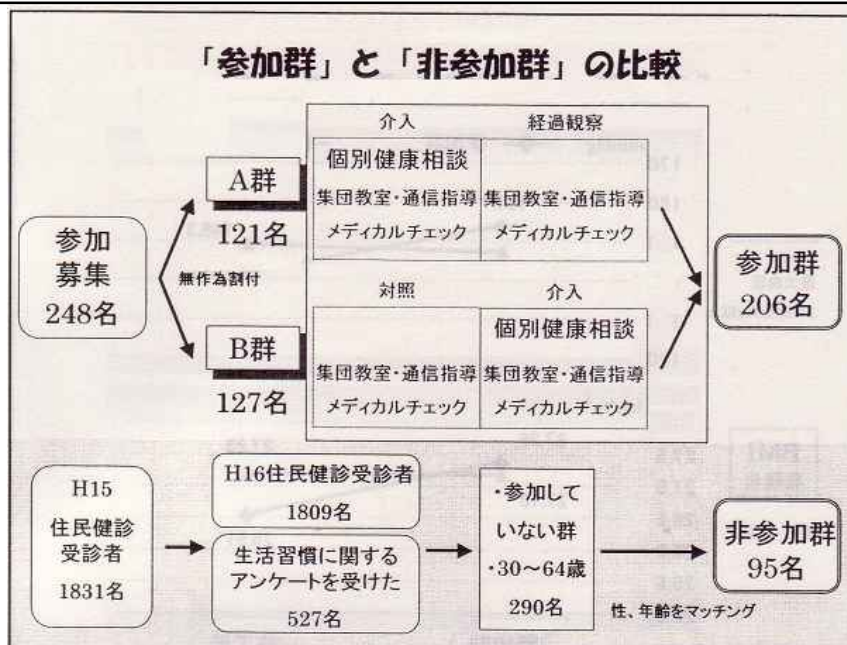 「参加群」と「非参加群」の比較
介入
経過観察
A群
121名
個別健康相談
集団教室・通信指導
メディカルチェック
集団教室・通信指導
メディカルチェック
参加
募集
248名
無作為割付
参加群
206名
対照
介入
B群
127名
集団教室・通信指導
メディカルチェック
個別健康相談
集団教室・通信指導
メディカルチェック
H15
住民健診
受診者
1831名
H16住民健診受診者
1809名
生活習慣に関する
アンケートを受けた
527名
・参加して
いない群
・30～64歳
290名
性、年齢をマッチング
非参加群
95名